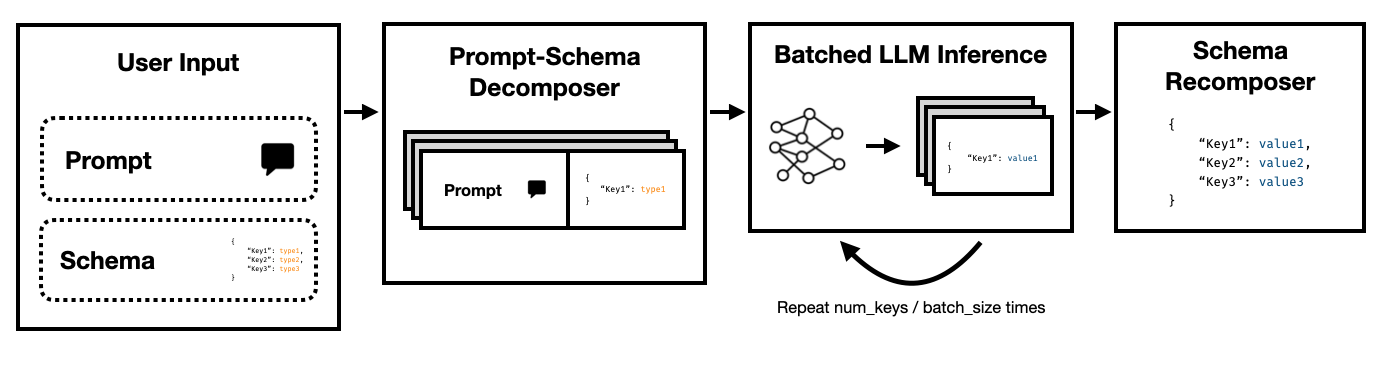 User Input
Prompt
Schema
{
“Key1”: type1,
“Key2”: type2,
“Key3”: type3
}
Prompt-Schema
Decomposer
Prompt
{
“Key1”: type1
}
Batched LLM Inference
{
“Key1”: value1
}
Repeat num_keys / batch_size times
Schema
Recomposer
{
“Key1”: value1,
“Key2”: value2,
“Key3”: value3
}